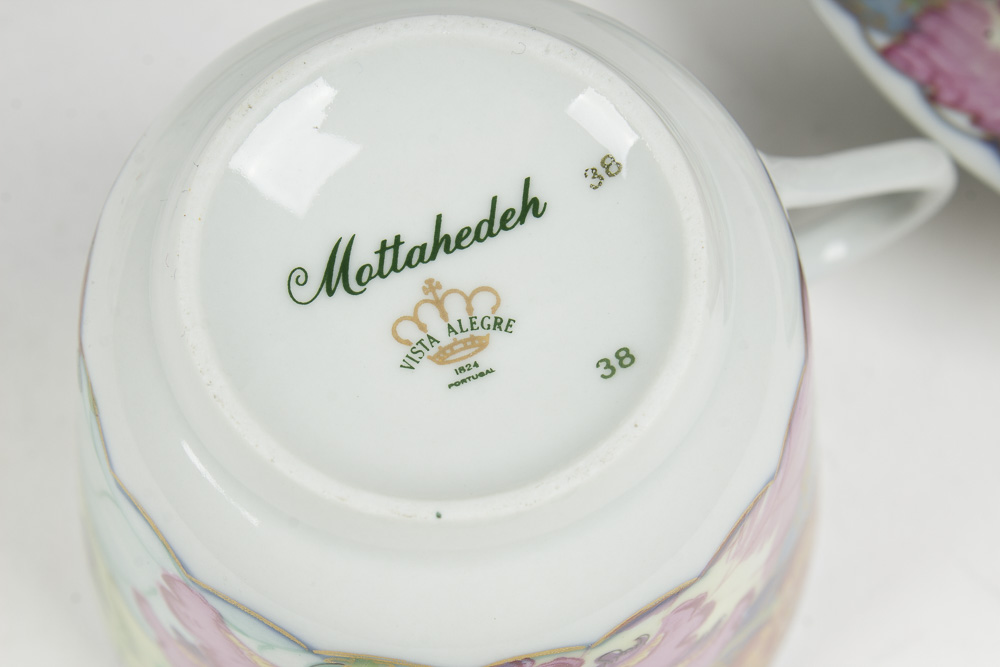 38
Mottahedeh
VISTA ALEGRE
1824
PORTUGAL
38